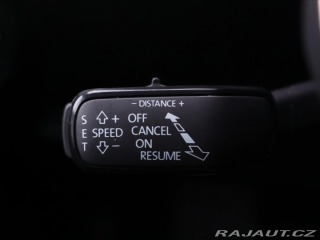 - DISTANCE +
S ⇧ + OFF
E SPEED CANCEL
T ⇩ - ON
RESUME
RAJAUT.CZ